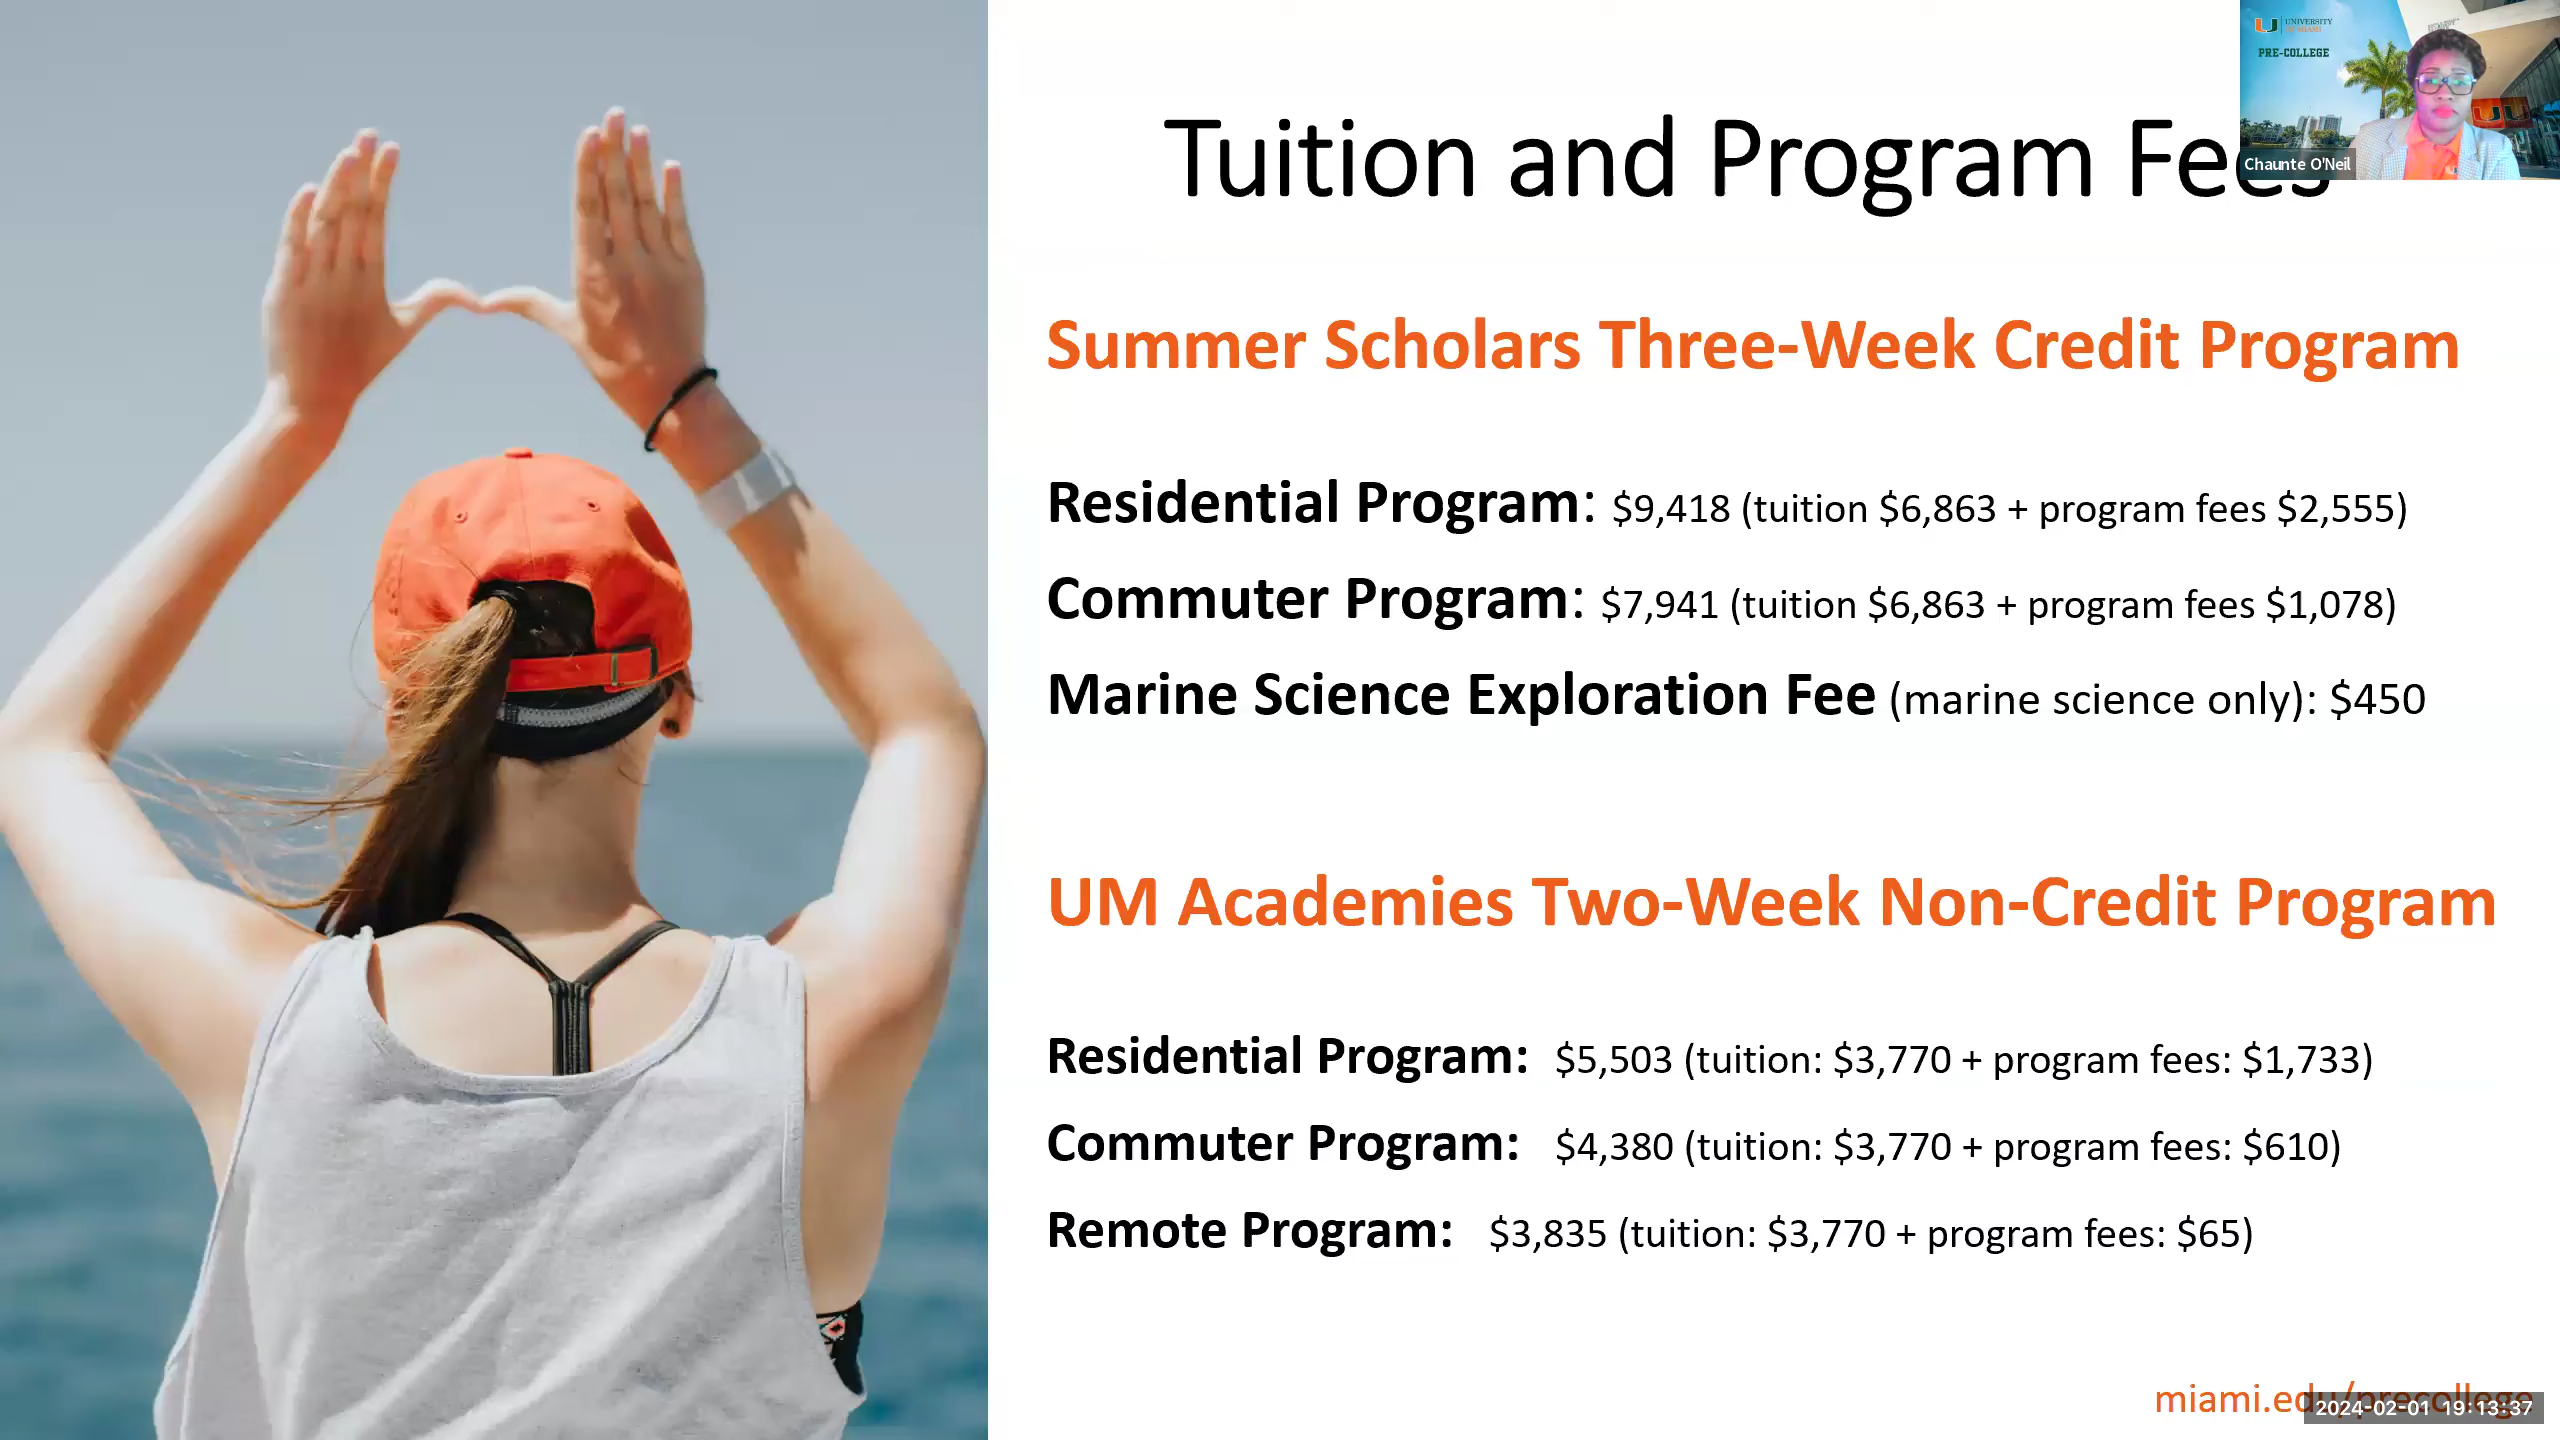 UNIVERSITY
OF MIAMI
PRE-COLLEGE
Chaunte O'Neil
Tuition and Program Fees
Summer Scholars Three-Week Credit Program
Residential Program: $9,418 (tuition $6,863 + program fees $2,555)
Commuter Program: $7,941 (tuition $6,863 + program fees $1,078)
Marine Science Exploration Fee (marine science only): $450
UM Academies Two-Week Non-Credit Program
Residential Program: $5,503 (tuition: $3,770 + program fees: $1,733)
Commuter Program: $4,380 (tuition: $3,770 + program fees: $610)
Remote Program: $3,835 (tuition: $3,770 + program fees: $65)
miami.edu/precollege
2024-02-01 19:13:37